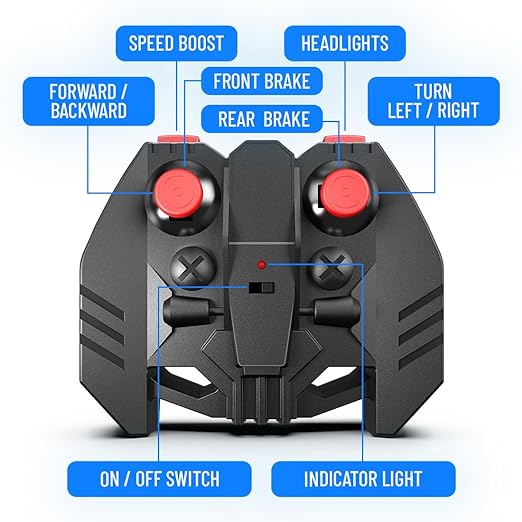 SPEED BOOST
HEADLIGHTS
FORWARD /
BACKWARD
FRONT BRAKE
TURN
LEFT / RIGHT
REAR BRAKE
ON / OFF SWITCH
INDICATOR LIGHT